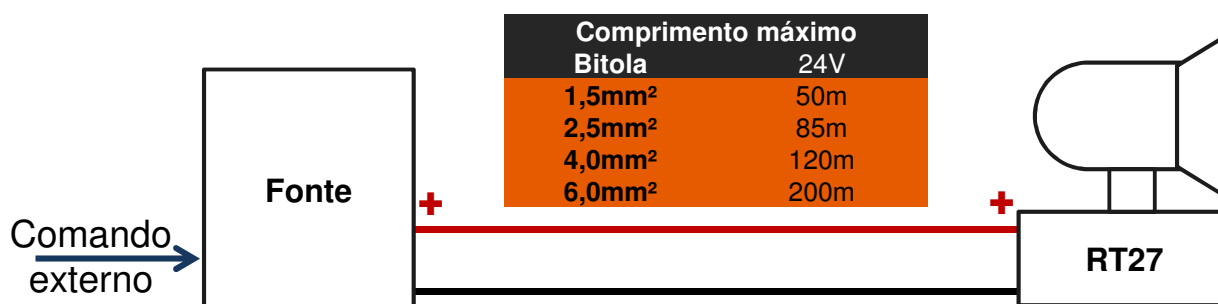 Comprimento máximo
Bitola 24V
1,5mm² 50m
2,5mm² 85m
4,0mm² 120m
6,0mm² 200m
Fonte
+
+
Comando
externo
RT27